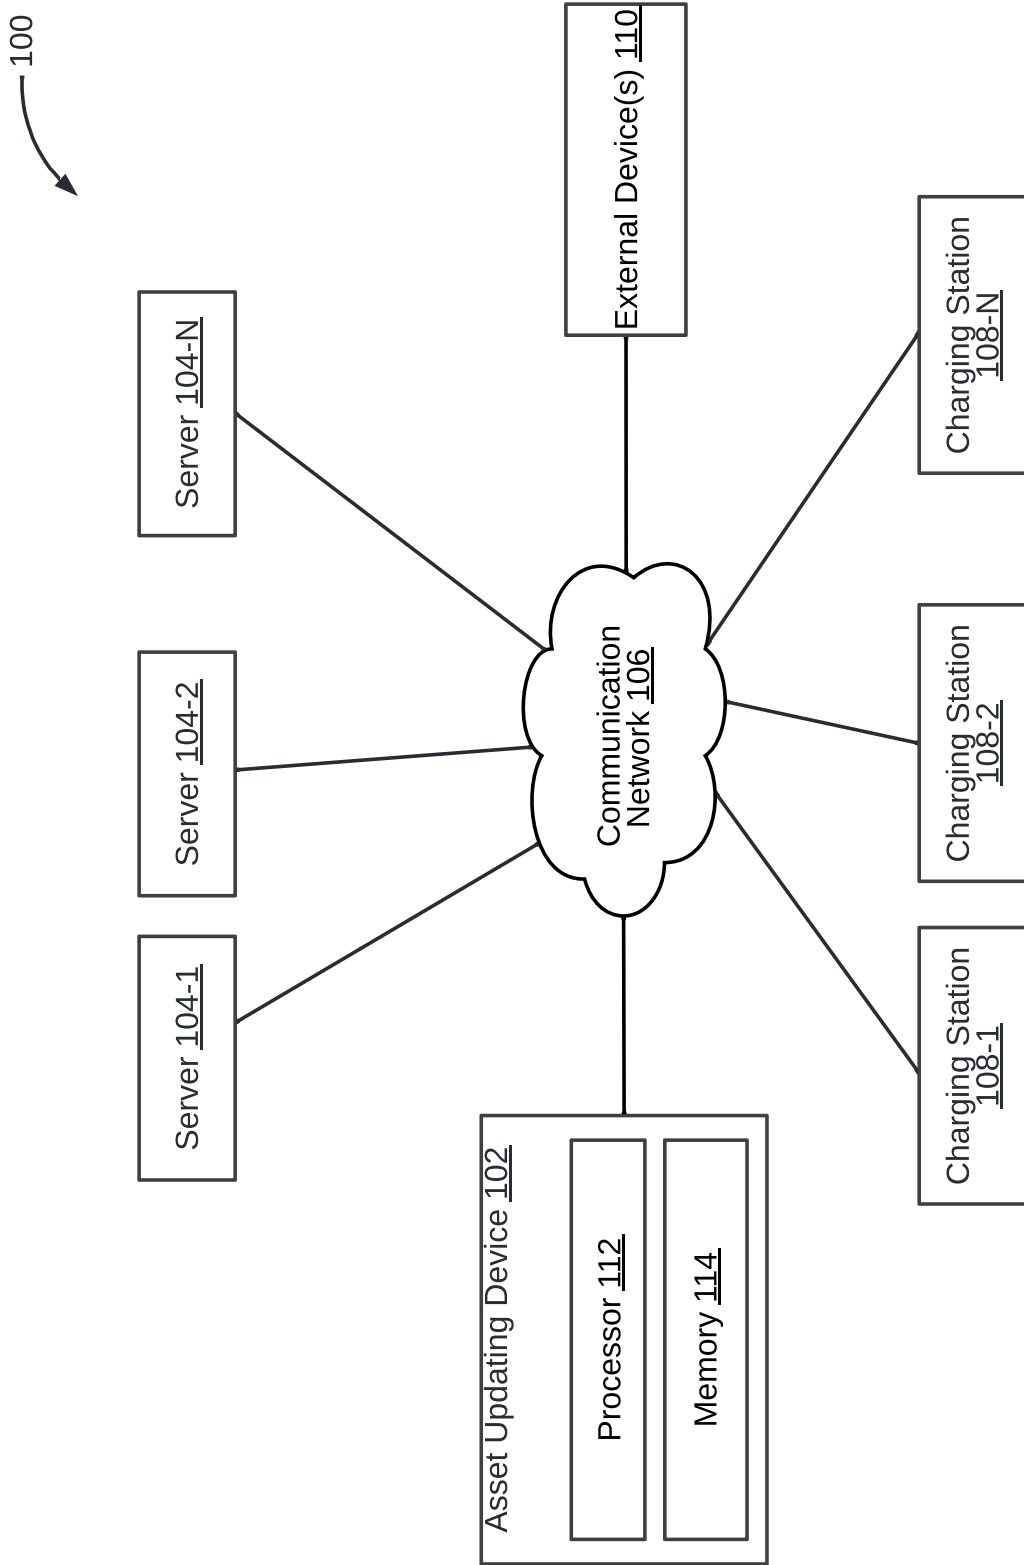 100
Server 104-1
Server 104-2
Server 104-N
Asset Updating Device 102
Processor 112
Memory 114
Communication
Network 106
External Device(s) 110
Charging Station
108-1
Charging Station
108-2
Charging Station
108-N